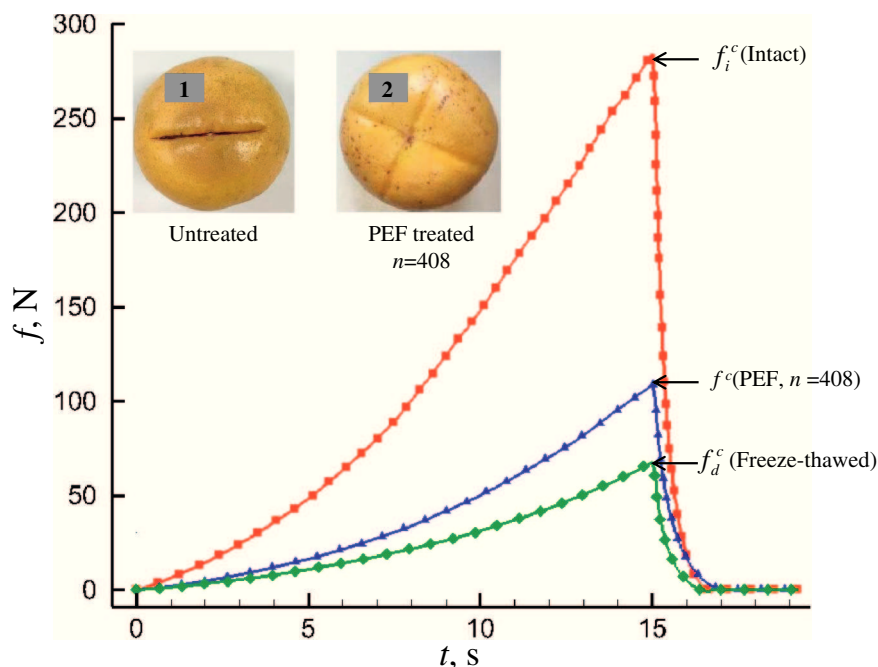 300
250
200
150
100
50
0
f, N
1
2
Untreated
PEF treated
n=408
f_i^c (Intact)
f^c(PEF, n =408)
f_d^c (Freeze-thawed)
0 5 10 15
t, s